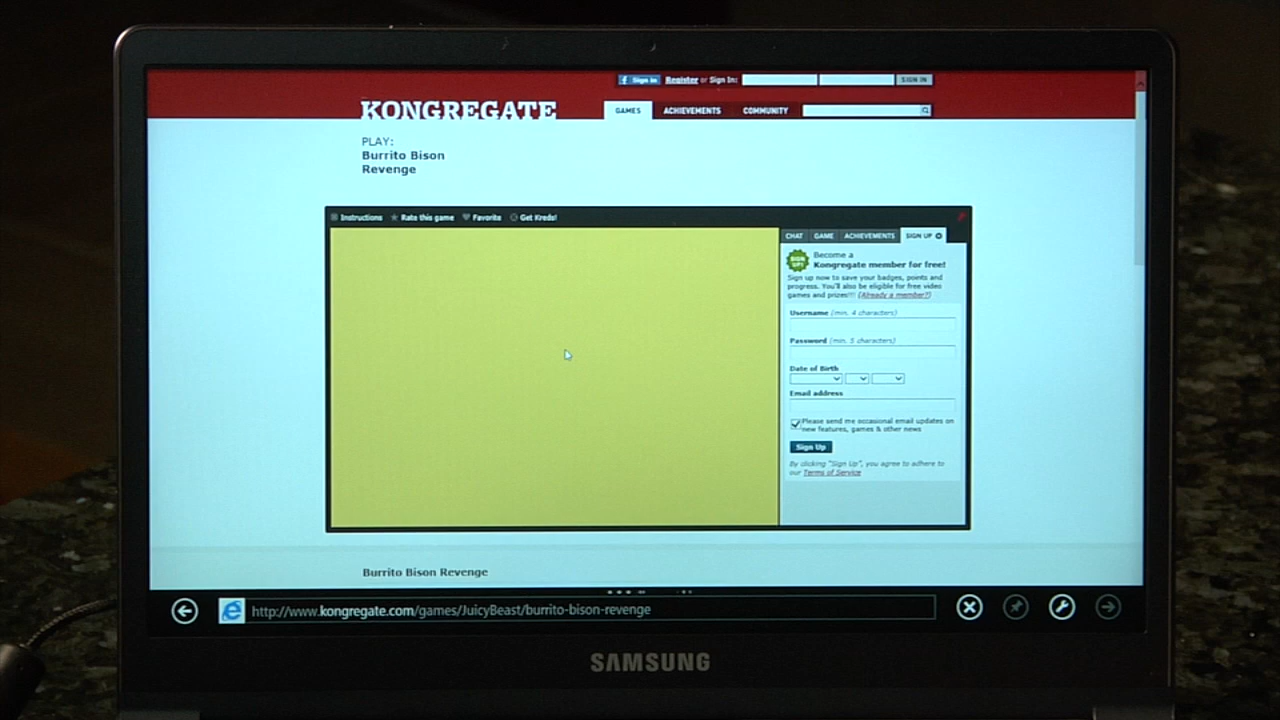 f Sign in Register or Sign In: SIGN IN
KONGREGATE GAMES ACHIEVEMENTS COMMUNITY
PLAY:
Burrito Bison
Revenge
Instructions Rate this game Favorite Get Kreds!
CHAT GAME ACHIEVEMENTS SIGN UP
SIGN UP!
Become a
Kongregate member for free!
Sign up now to save your badges, points and
progress. You'll also be eligible for free video
games and prizes!!! (Already a member?)
Username (min. 4 characters)
Password (min. 5 characters)
Date of Birth
Email address
Please send me occasional email updates on
new features, games & other news
Sign Up
By clicking "Sign Up", you agree to adhere to
our Terms of Service
Burrito Bison Revenge
http://www.kongregate.com/games/JuicyBeast/burrito-bison-revenge
SAMSUNG